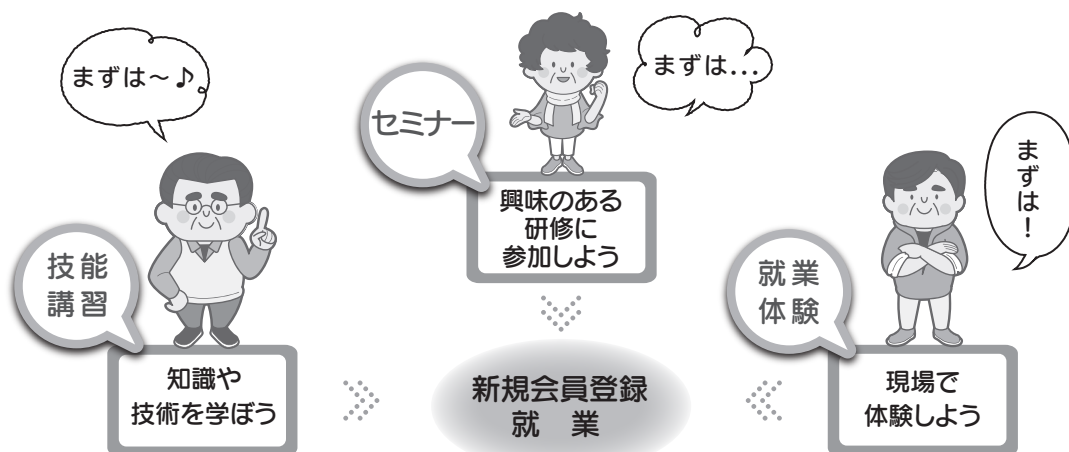 まずは～♪
技能
講習
知識や
技術を学ぼう
まずは...
セミナー
興味のある
研修に
参加しよう
まずは！
就業
体験
現場で
体験しよう
新規会員登録
就　業